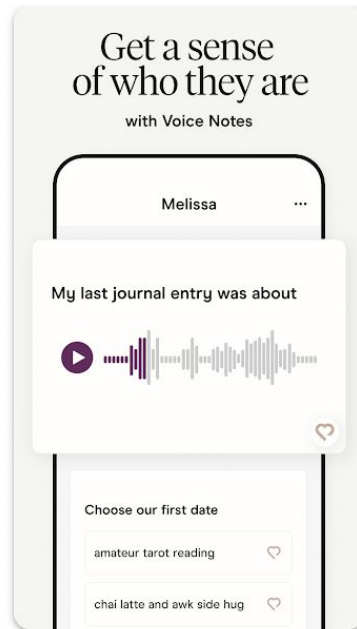 Get a sense
of who they are
with Voice Notes
Melissa
My last journal entry was about
Choose our first date
amateur tarot reading
chai latte and awk side hug